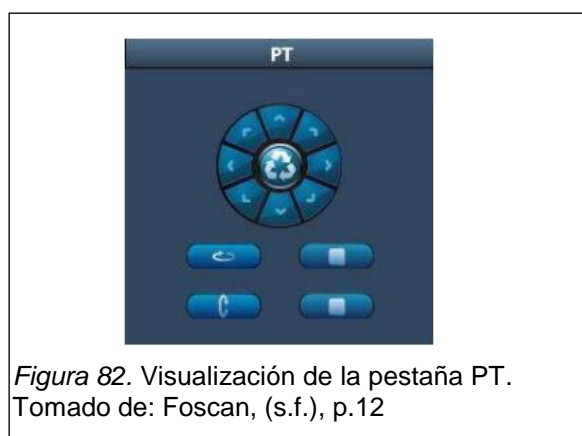 PT
Figura 82. Visualización de la pestaña PT.
Tomado de: Foscan, (s.f.), p.12